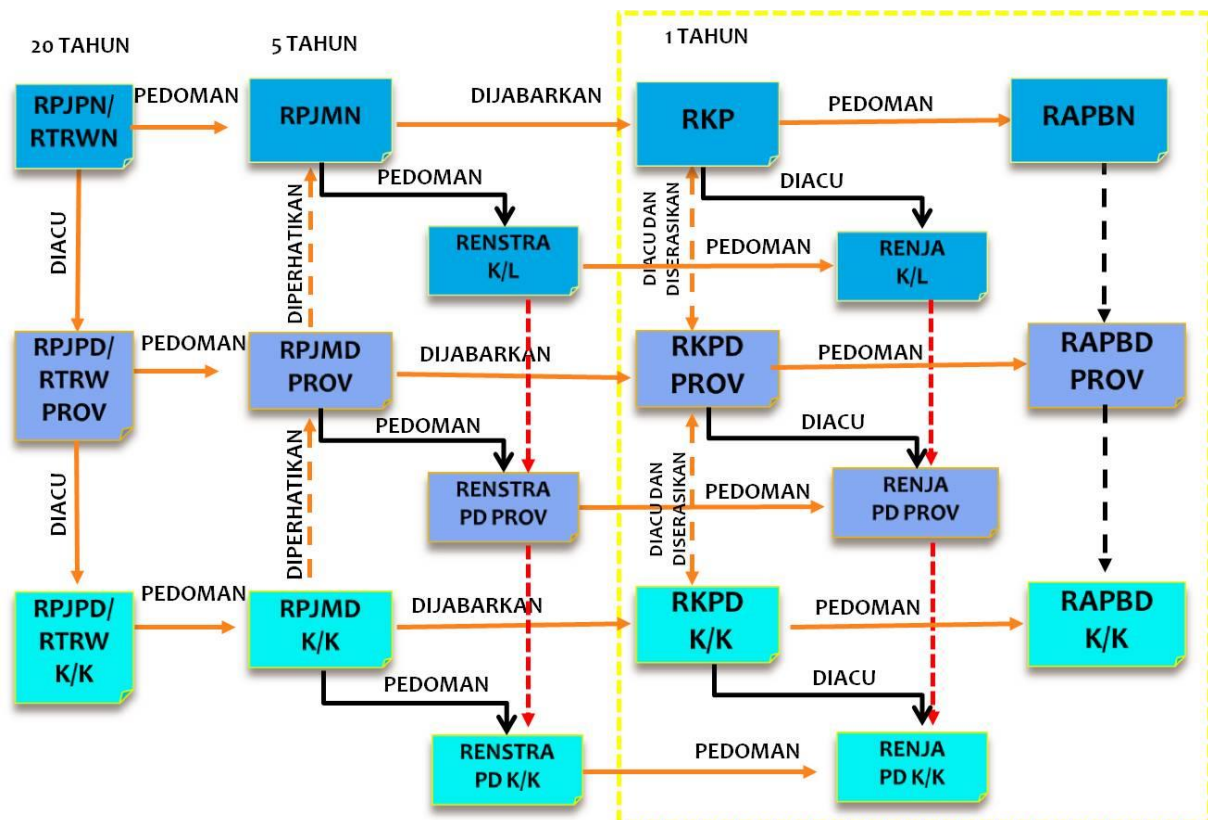 20 TAHUN
5 TAHUN
1 TAHUN
RPJPN/
RTRWN
PEDOMAN
RPJMN
DIJABARKAN
RKP
PEDOMAN
RAPBN
DIACU
DIPERHATIKAN
PEDOMAN
RENSTRA
K/L
PEDOMAN
DIACU DAN
DISERASIKAN
DIACU
RENJA
K/L
RPJPD/
RTRW
PROV
PEDOMAN
RPJMD
PROV
DIJABARKAN
RKPD
PROV
PEDOMAN
RAPBD
PROV
DIACU
DIPERHATIKAN
PEDOMAN
RENSTRA
PD PROV
PEDOMAN
DIACU DAN
DISERASIKAN
DIACU
RENJA
PD PROV
RPJPD/
RTRW
K/K
PEDOMAN
RPJMD
K/K
DIJABARKAN
RKPD
K/K
PEDOMAN
RAPBD
K/K
PEDOMAN
RENSTRA
PD K/K
PEDOMAN
DIACU
RENJA
PD K/K